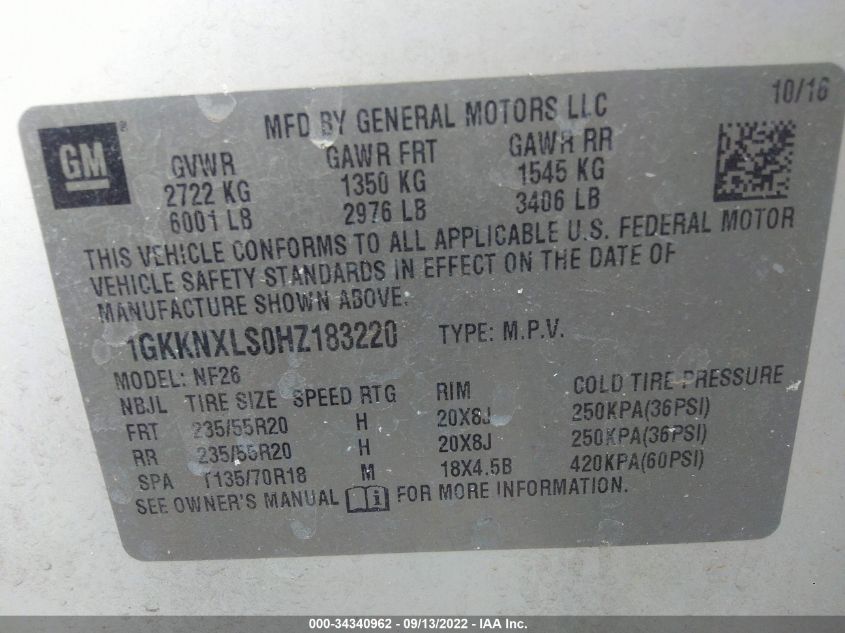 MFD BY GENERAL MOTORS LLC 10/16
GM
GVWR GAWR FRT GAWR RR
2722 KG 1350 KG 1545 KG
6001 LB 2976 LB 3406 LB
THIS VEHICLE CONFORMS TO ALL APPLICABLE U.S. FEDERAL MOTOR
VEHICLE SAFETY STANDARDS IN EFFECT ON THE DATE OF
MANUFACTURE SHOWN ABOVE.
1GKKNXLS0HZ183220 TYPE: M.P.V.
MODEL: NF26
NBJL TIRE SIZE SPEED RTG RIM COLD TIRE PRESSURE
FRT 235/55R20 H 20X8J 250KPA(36PSI)
RR 235/55R20 H 20X8J 250KPA(36PSI)
SPA T135/70R18 M 18X4.5B 420KPA(60PSI)
SEE OWNER'S MANUAL i FOR MORE INFORMATION.
000-34340962 - 09/13/2022 - IAA Inc.